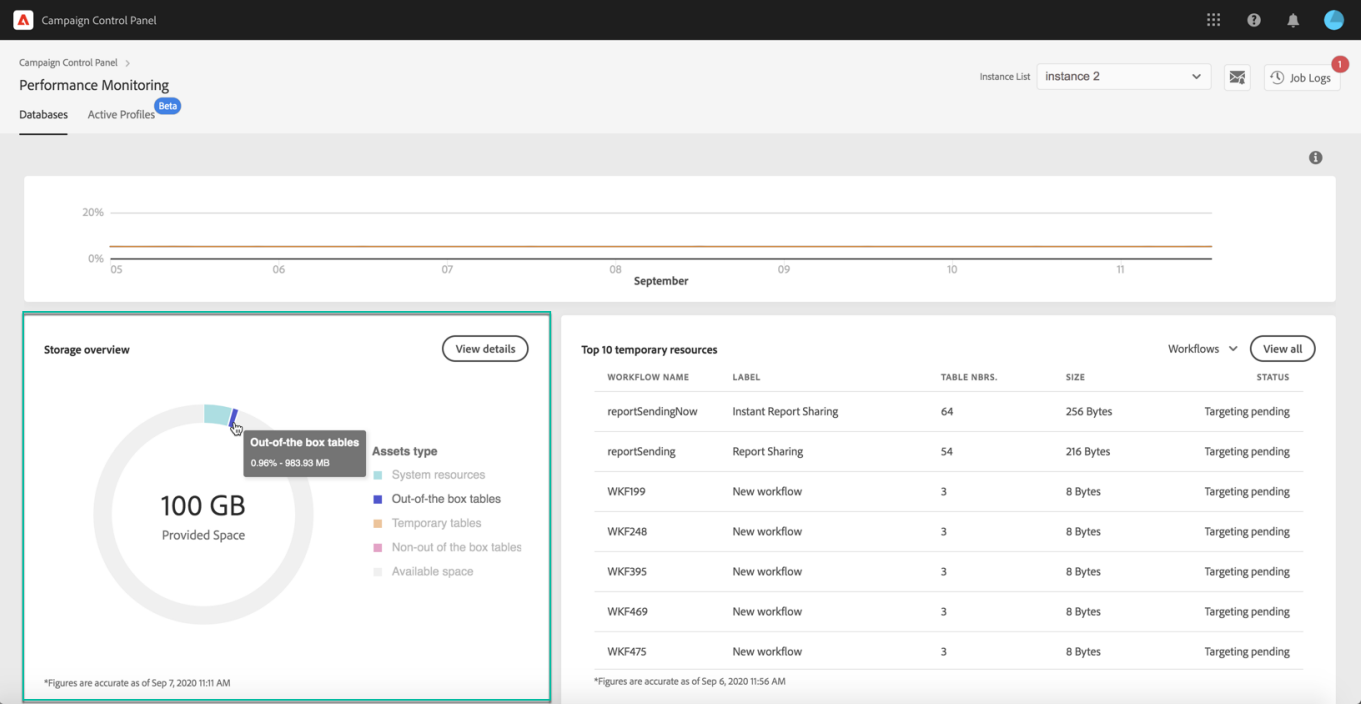 Campaign Control Panel
Campaign Control Panel
Performance Monitoring
Instance List instance 2 Job Logs 1
Databases Active Profiles Beta
20%
0%
05 06 07 08 09 10 11
September
Storage overview View details
Out-of-the box tables
0.96% - 983.93 MB
100 GB
Provided Space
Assets type
System resources
Out-of-the box tables
Temporary tables
Non-out of the box tables
Available space
*Figures are accurate as of Sep 7, 2020 11:11 AM
Top 10 temporary resources Workflows View all
WORKFLOW NAME LABEL TABLE NBRS. SIZE STATUS
reportSendingNow Instant Report Sharing 64 256 Bytes Targeting pending
reportSending Report Sharing 54 216 Bytes Targeting pending
WKF199 New workflow 3 8 Bytes Targeting pending
WKF248 New workflow 3 8 Bytes Targeting pending
WKF395 New workflow 3 8 Bytes Targeting pending
WKF469 New workflow 3 8 Bytes Targeting pending
WKF475 New workflow 3 8 Bytes Targeting pending
*Figures are accurate as of Sep 6, 2020 11:56 AM